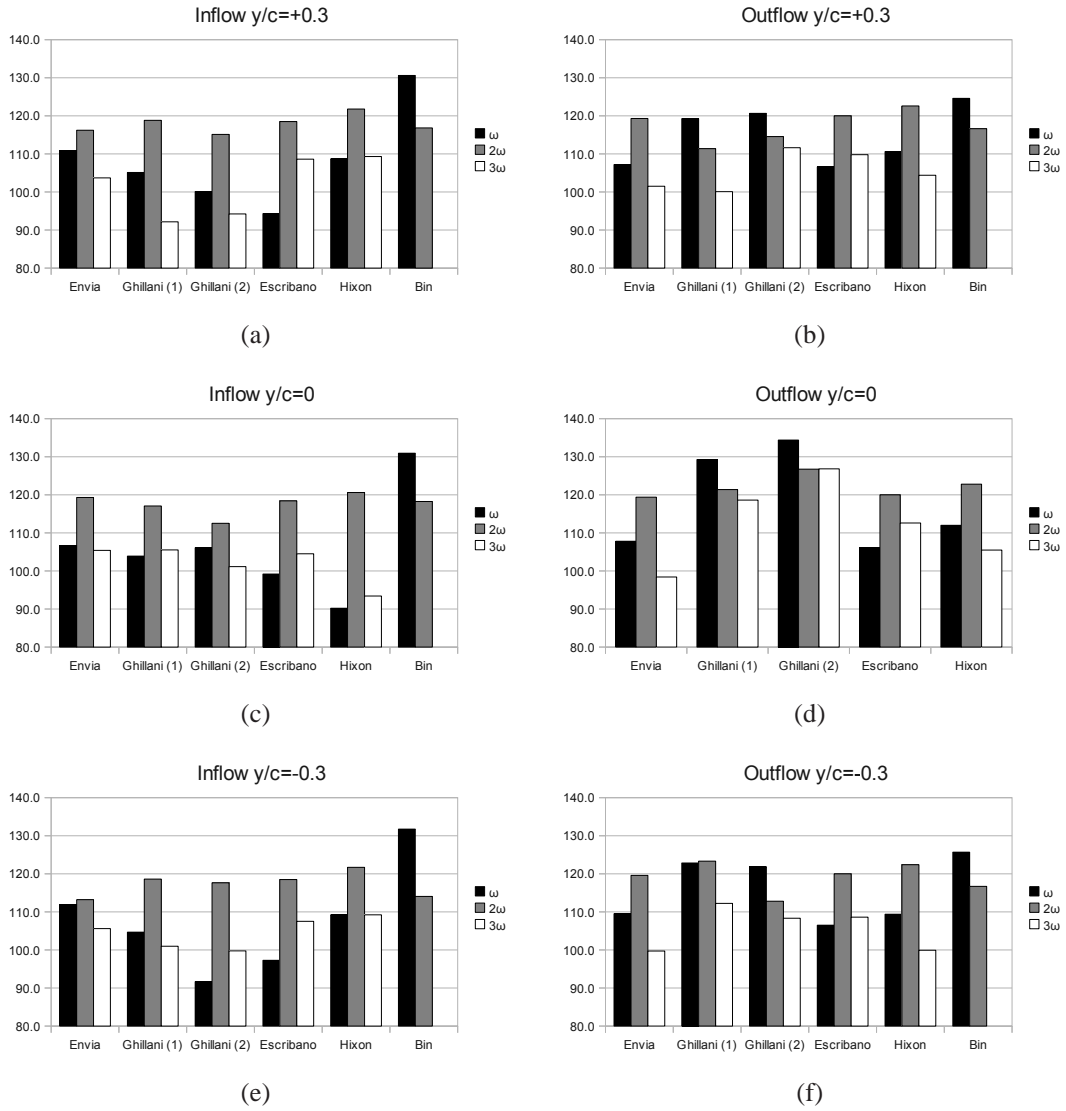 Inflow y/c=+0.3
140.0
130.0
120.0
110.0
100.0
90.0
80.0
Envia Ghillani (1) Ghillani (2) Escribano Hixon Bin
ω
2ω
3ω
(a)
Outflow y/c=+0.3
140.0
130.0
120.0
110.0
100.0
90.0
80.0
Envia Ghillani (1) Ghillani (2) Escribano Hixon Bin
ω
2ω
3ω
(b)
Inflow y/c=0
140.0
130.0
120.0
110.0
100.0
90.0
80.0
Envia Ghillani (1) Ghillani (2) Escribano Hixon Bin
ω
2ω
3ω
(c)
Outflow y/c=0
140.0
130.0
120.0
110.0
100.0
90.0
80.0
Envia Ghillani (1) Ghillani (2) Escribano Hixon
ω
2ω
3ω
(d)
Inflow y/c=-0.3
140.0
130.0
120.0
110.0
100.0
90.0
80.0
Envia Ghillani (1) Ghillani (2) Escribano Hixon Bin
ω
2ω
3ω
(e)
Outflow y/c=-0.3
140.0
130.0
120.0
110.0
100.0
90.0
80.0
Envia Ghillani (1) Ghillani (2) Escribano Hixon Bin
ω
2ω
3ω
(f)